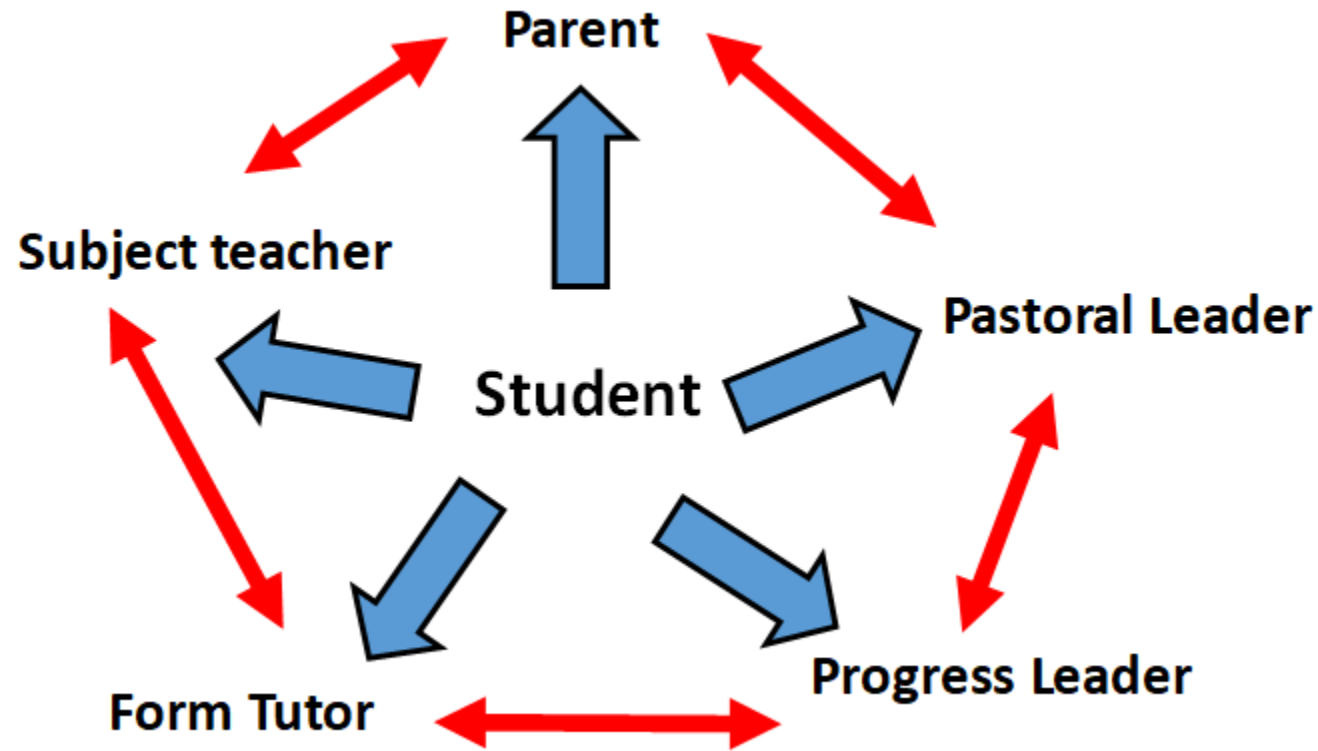 Parent
Subject teacher
Pastoral Leader
Student
Progress Leader
Form Tutor